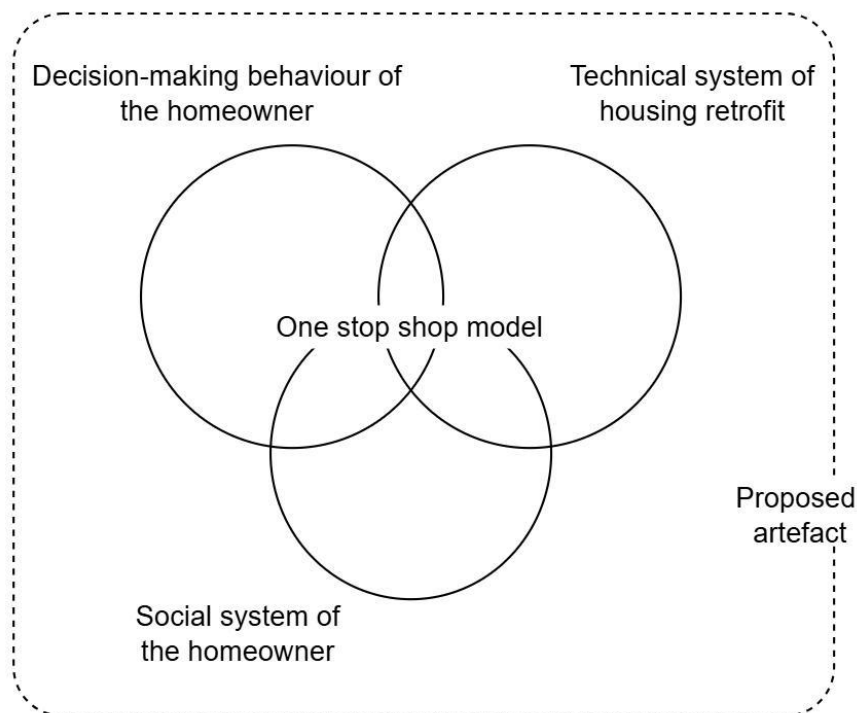 Decision-making behaviour of
the homeowner
Technical system of
housing retrofit
One stop shop model
Proposed
artefact
Social system of
the homeowner